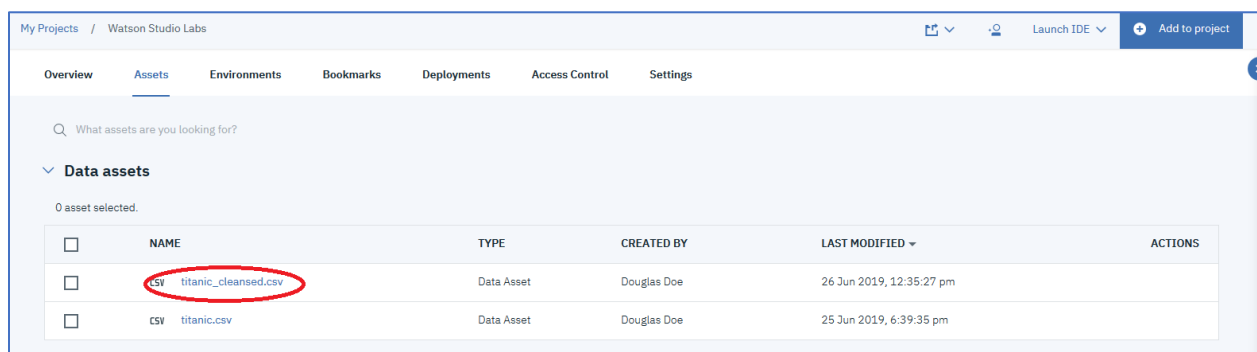 My Projects / Watson Studio Labs Launch IDE Add to project
Overview Assets Environments Bookmarks Deployments Access Control Settings
What assets are you looking for?
Data assets
0 asset selected.
NAME TYPE CREATED BY LAST MODIFIED ACTIONS
CSV titanic_cleansed.csv Data Asset Douglas Doe 26 Jun 2019, 12:35:27 pm
CSV titanic.csv Data Asset Douglas Doe 25 Jun 2019, 6:39:35 pm